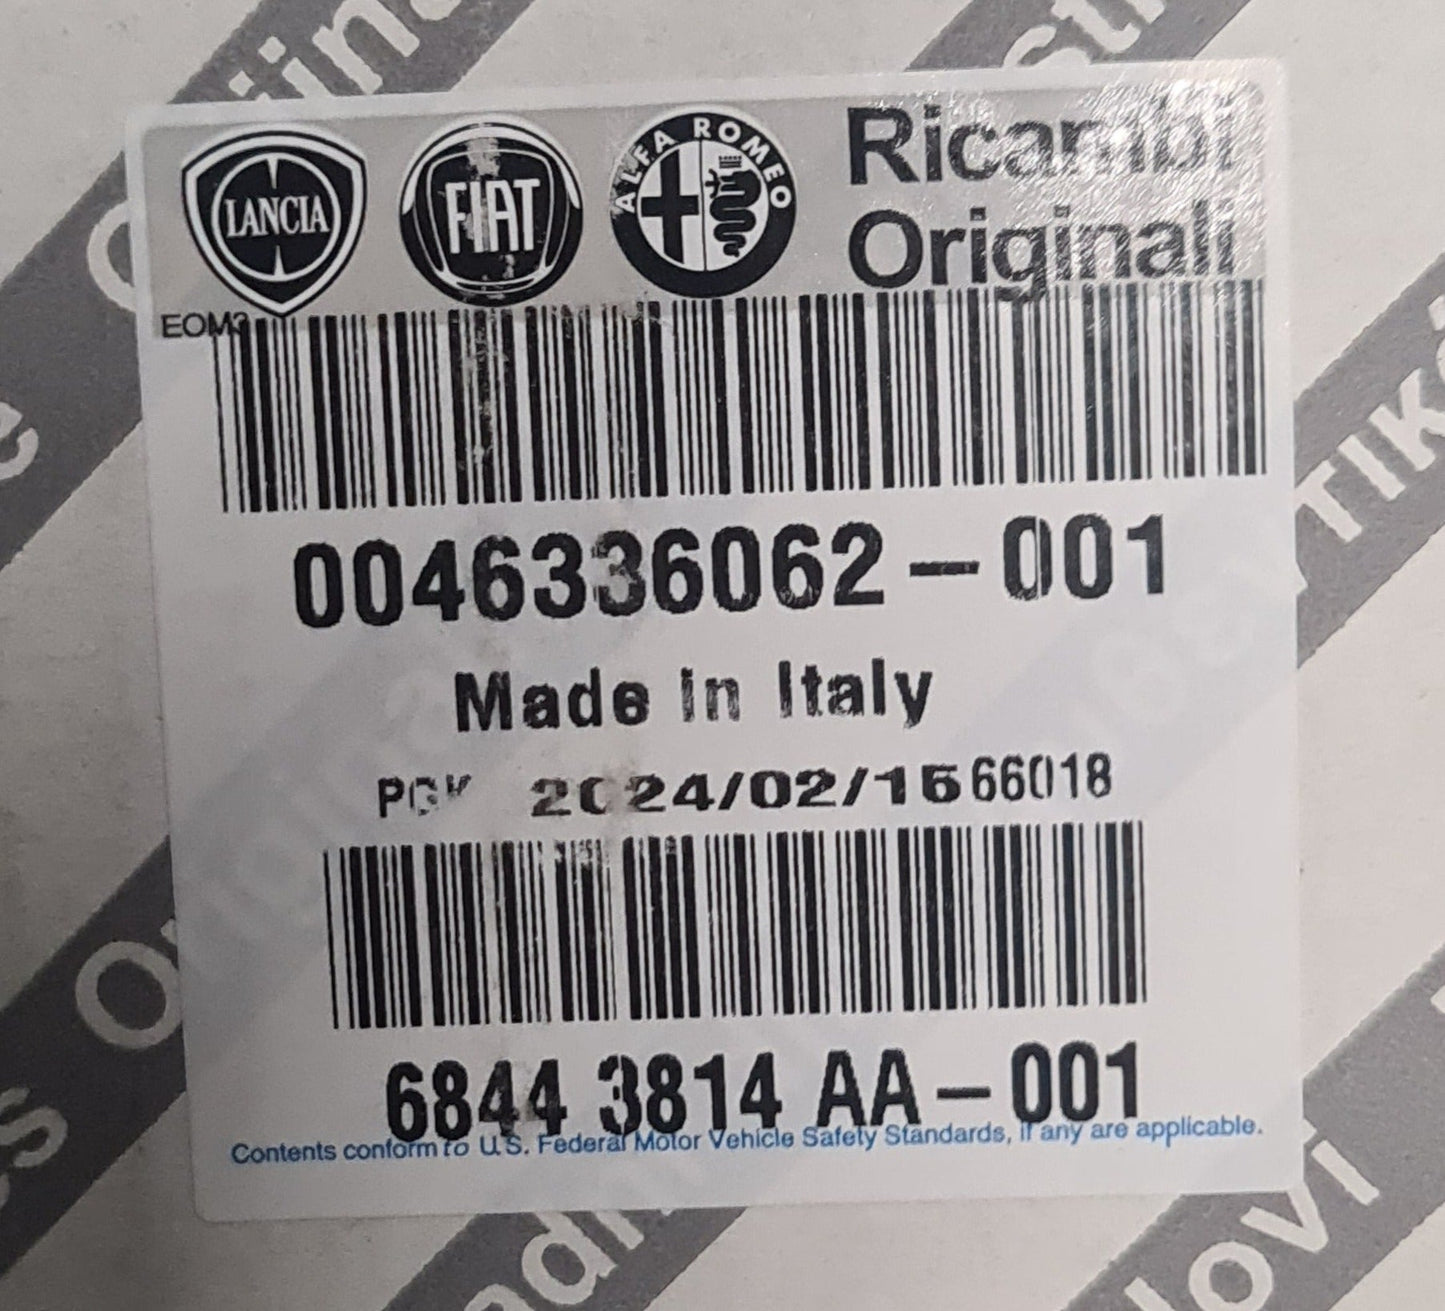 LANCIA FIAT ALFA ROMEO Ricambi
Originali
EOM3
0046336062-001
Made in Italy
2024/02/15 66018
6844 3814 AA-001
Contents conform to U.S. Federal Motor Vehicle Safety Standards, if any are applicable.